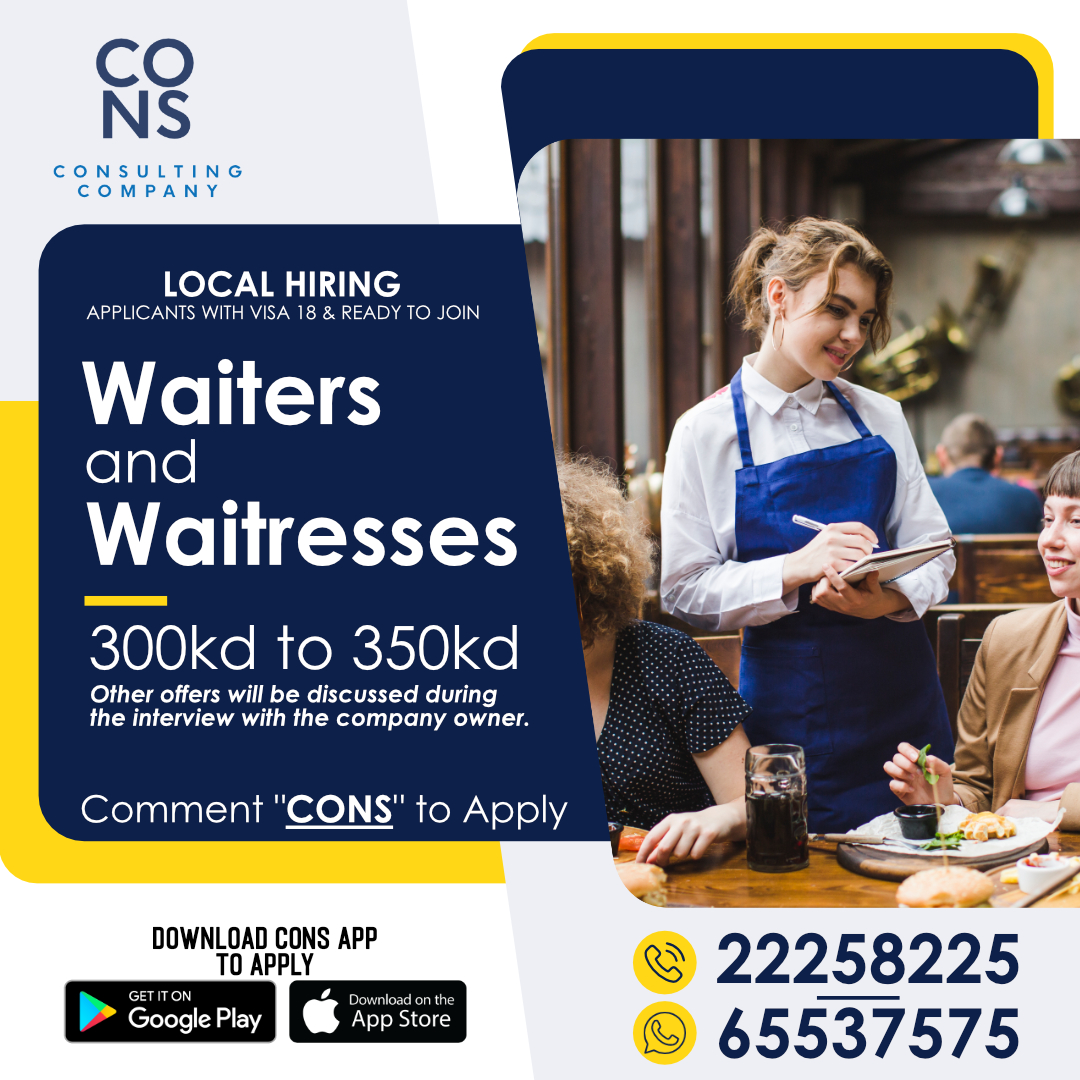 CO
NS
CONSULTING
COMPANY
LOCAL HIRING
APPLICANTS WITH VISA 18 & READY TO JOIN
Waiters
and
Waitresses
300kd to 350kd
Other offers will be discussed during
the interview with the company owner.
Comment "CONS" to Apply
DOWNLOAD CONS APP
TO APPLY
GET IT ON
Google Play
Download on the
App Store
22258225
65537575